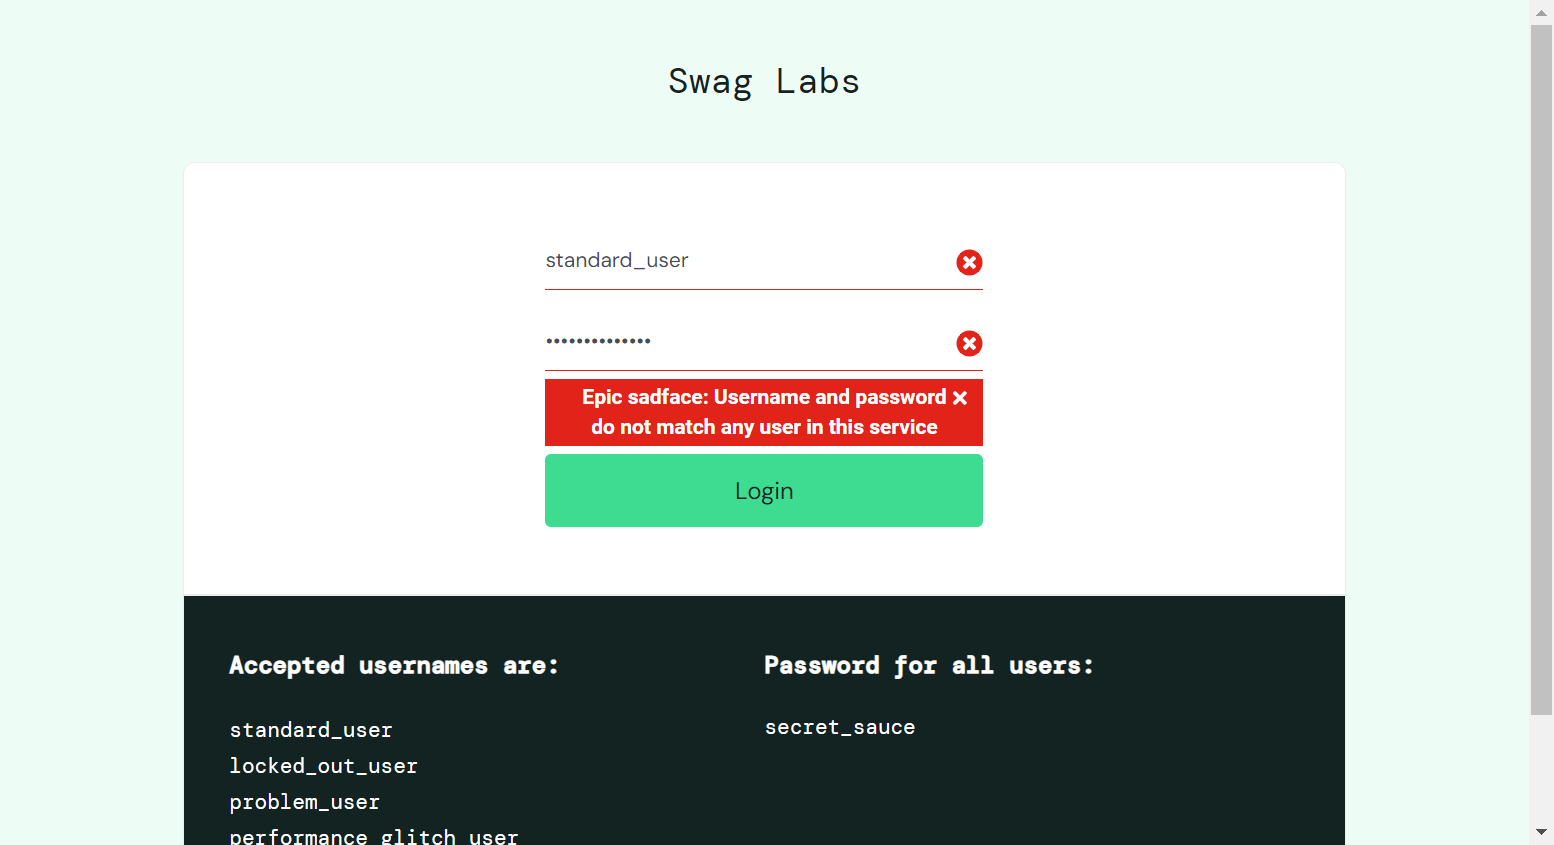 Swag Labs
standard_user
••••••••••••••
Epic sadface: Username and password
do not match any user in this service
Login
Accepted usernames are:
standard_user
locked_out_user
problem_user
performance_glitch_user
Password for all users:
secret_sauce